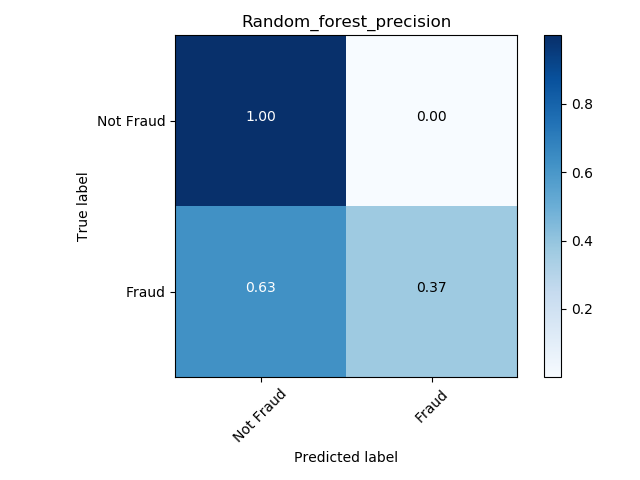 Random_forest_precision
True label
Not Fraud
1.00
0.00
Fraud
0.63
0.37
Not Fraud
Fraud
Predicted label
0.8
0.6
0.4
0.2